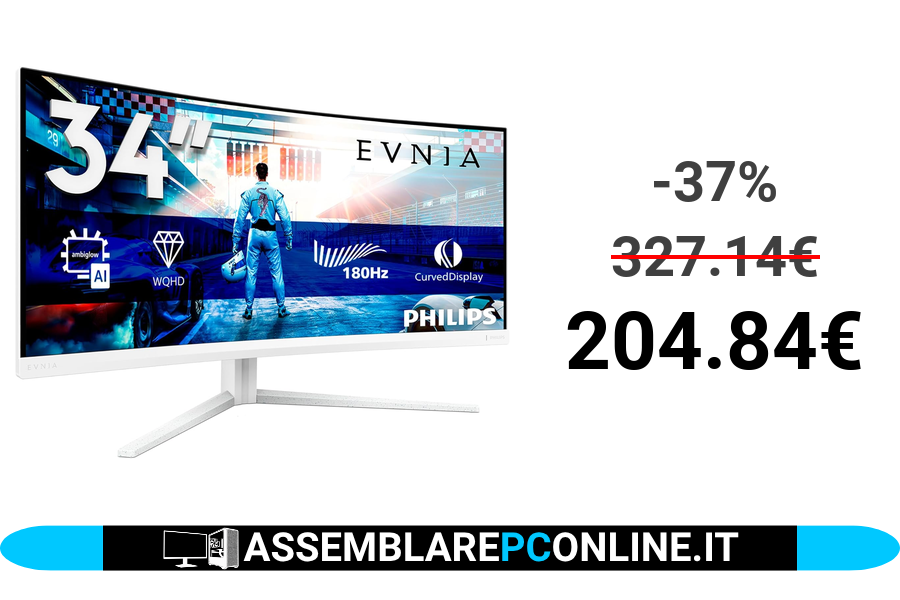 34"
EVNIA
ambiglow
AI
WQHD
180Hz
CurvedDisplay
PHILIPS
EVNIA
-37%
327.14€
204.84€
ASSEMBLAREPCONLINE.IT